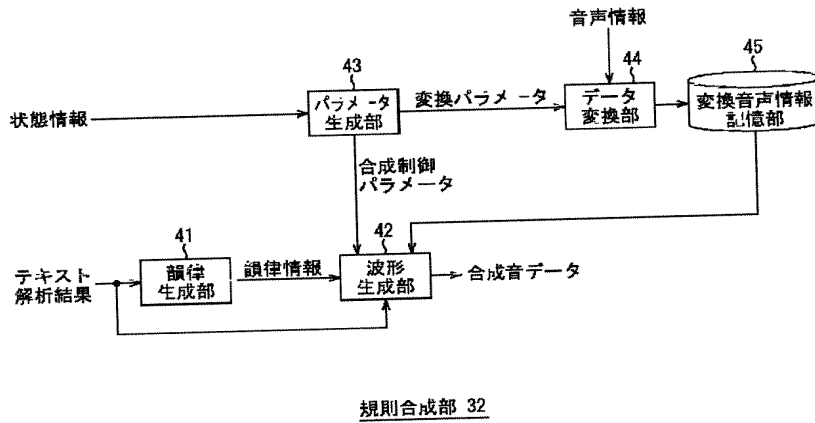 音声情報
43
44
45
状態情報
パラメータ
生成部
変換パラメータ
データ
変換部
変換音声情報
記憶部
合成制御
パラメータ
41
42
テキスト
解析結果
韻律
生成部
韻律情報
波形
生成部
合成音データ
規則合成部 32